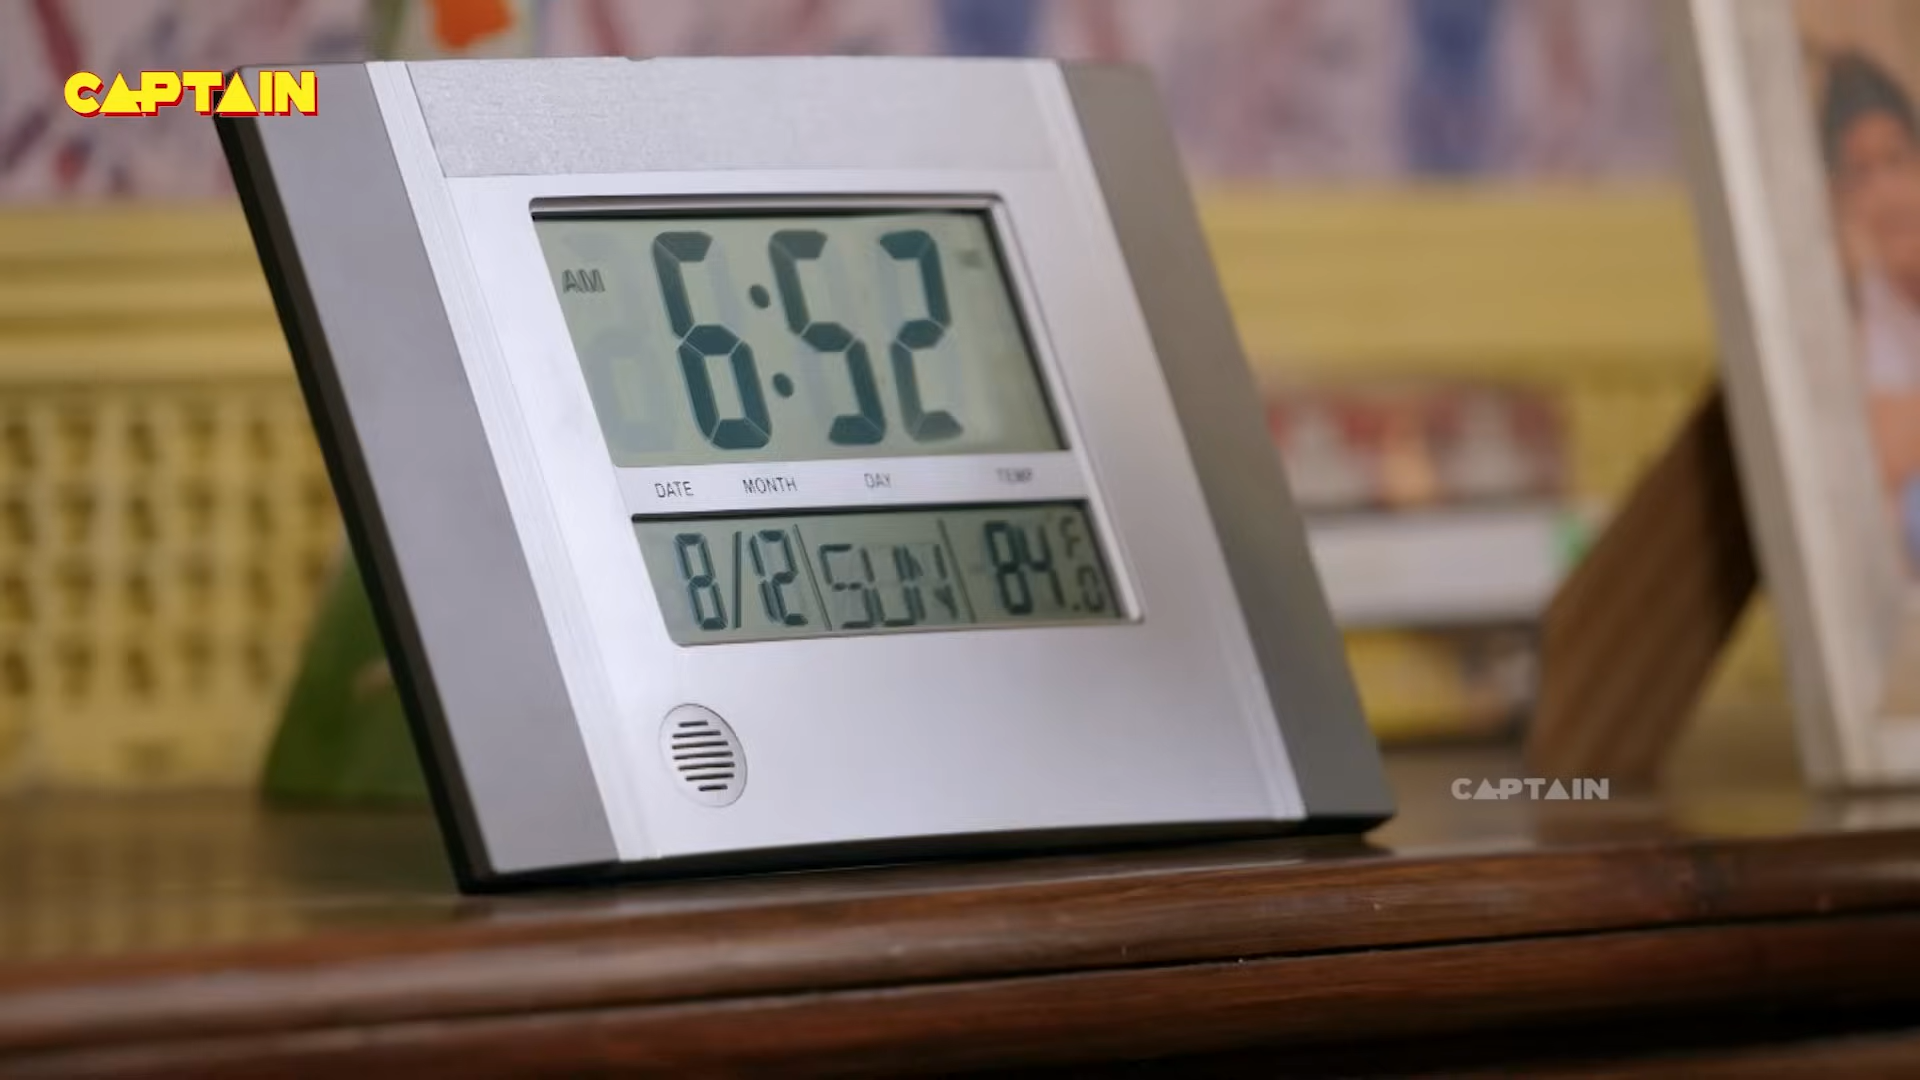 CAPTAIN
AM 6:52
DATE MONTH DAY TEMP
8/12 SUN 84.0 F
CAPTAIN